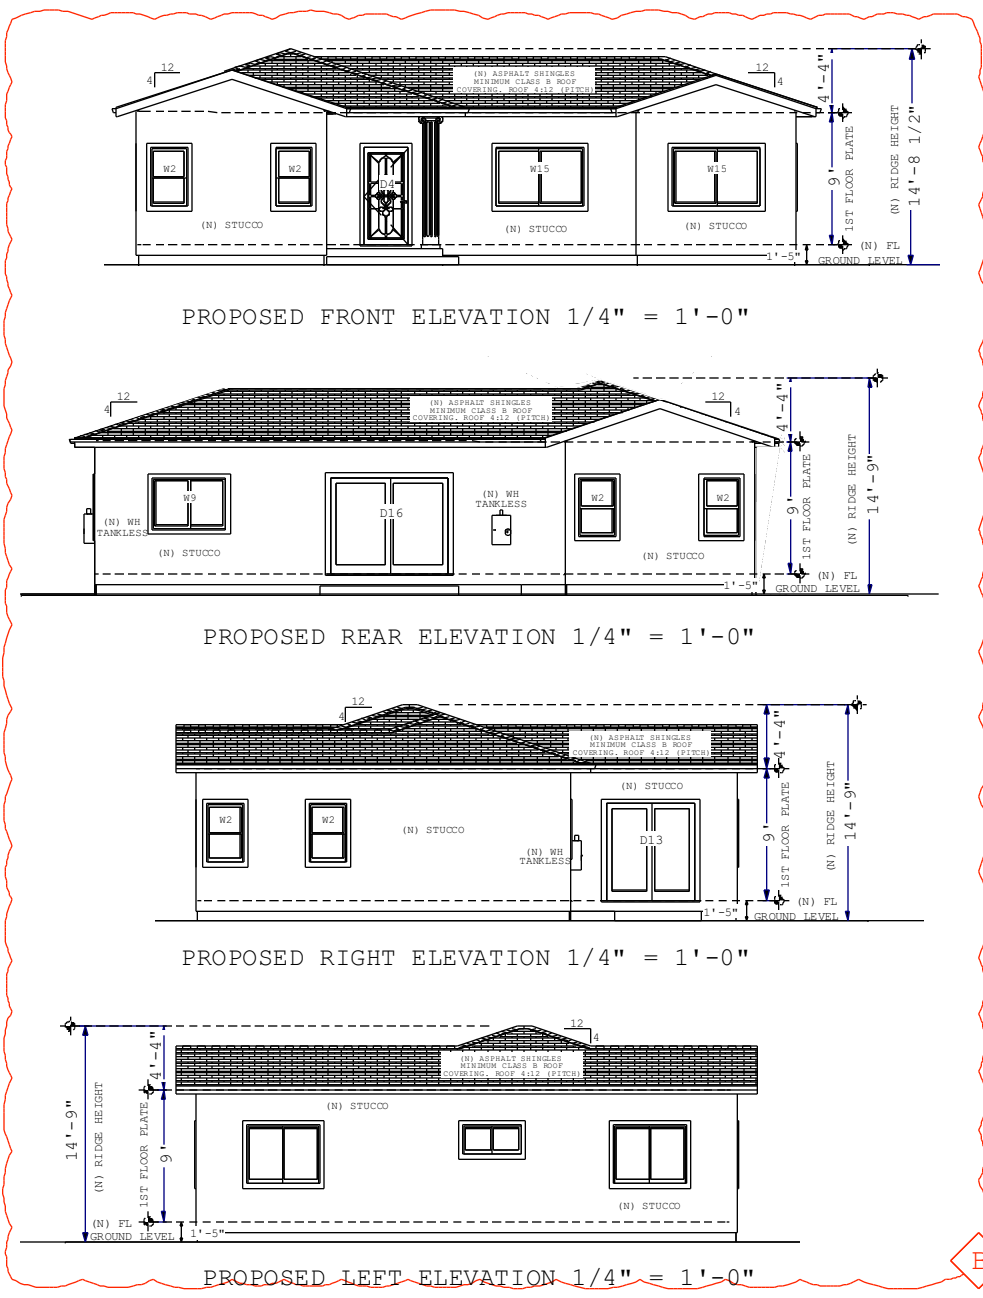 12
4
(N) ASPHALT SHINGLES
MINIMUM CLASS B ROOF
COVERING. ROOF 4:12 (PITCH)
12
4
4'-4"
W2
W2
D4
W15
W15
9'
1ST FLOOR PLATE
(N) RIDGE HEIGHT
14'-8 1/2"
(N) STUCCO
(N) STUCCO
(N) STUCCO
(N) FL
1'-5"
GROUND LEVEL
PROPOSED FRONT ELEVATION 1/4" = 1'-0"
12
4
(N) ASPHALT SHINGLES
MINIMUM CLASS B ROOF
COVERING. ROOF 4:12 (PITCH)
12
4
4'-4"
W9
D16
(N) WH
TANKLESS
W2
W2
(N) WH
TANKLESS
(N) STUCCO
(N) STUCCO
9'
1ST FLOOR PLATE
(N) RIDGE HEIGHT
14'-9"
(N) FL
1'-5"
GROUND LEVEL
PROPOSED REAR ELEVATION 1/4" = 1'-0"
12
4
(N) ASPHALT SHINGLES
MINIMUM CLASS B ROOF
COVERING. ROOF 4:12 (PITCH)
4'-4"
(N) STUCCO
W2
W2
(N) STUCCO
D13
(N) WH
TANKLESS
9'
1ST FLOOR PLATE
(N) RIDGE HEIGHT
14'-9"
(N) FL
1'-5"
GROUND LEVEL
PROPOSED RIGHT ELEVATION 1/4" = 1'-0"
12
4
(N) ASPHALT SHINGLES
MINIMUM CLASS B ROOF
COVERING. ROOF 4:12 (PITCH)
4'-4"
(N) STUCCO
14'-9"
(N) RIDGE HEIGHT
1ST FLOOR PLATE
9'
(N) STUCCO
(N) FL
GROUND LEVEL
1'-5"
PROPOSED LEFT ELEVATION 1/4" = 1'-0"